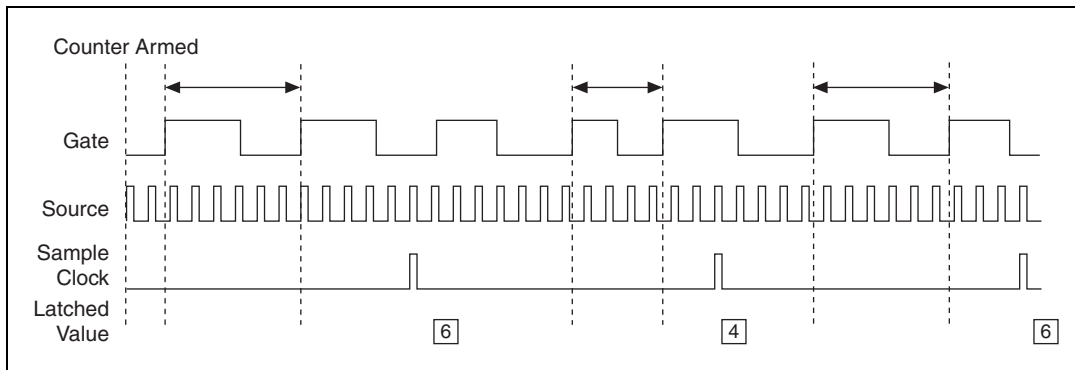 Counter Armed
Gate
Source
Sample
Clock
Latched
Value
6
4
6